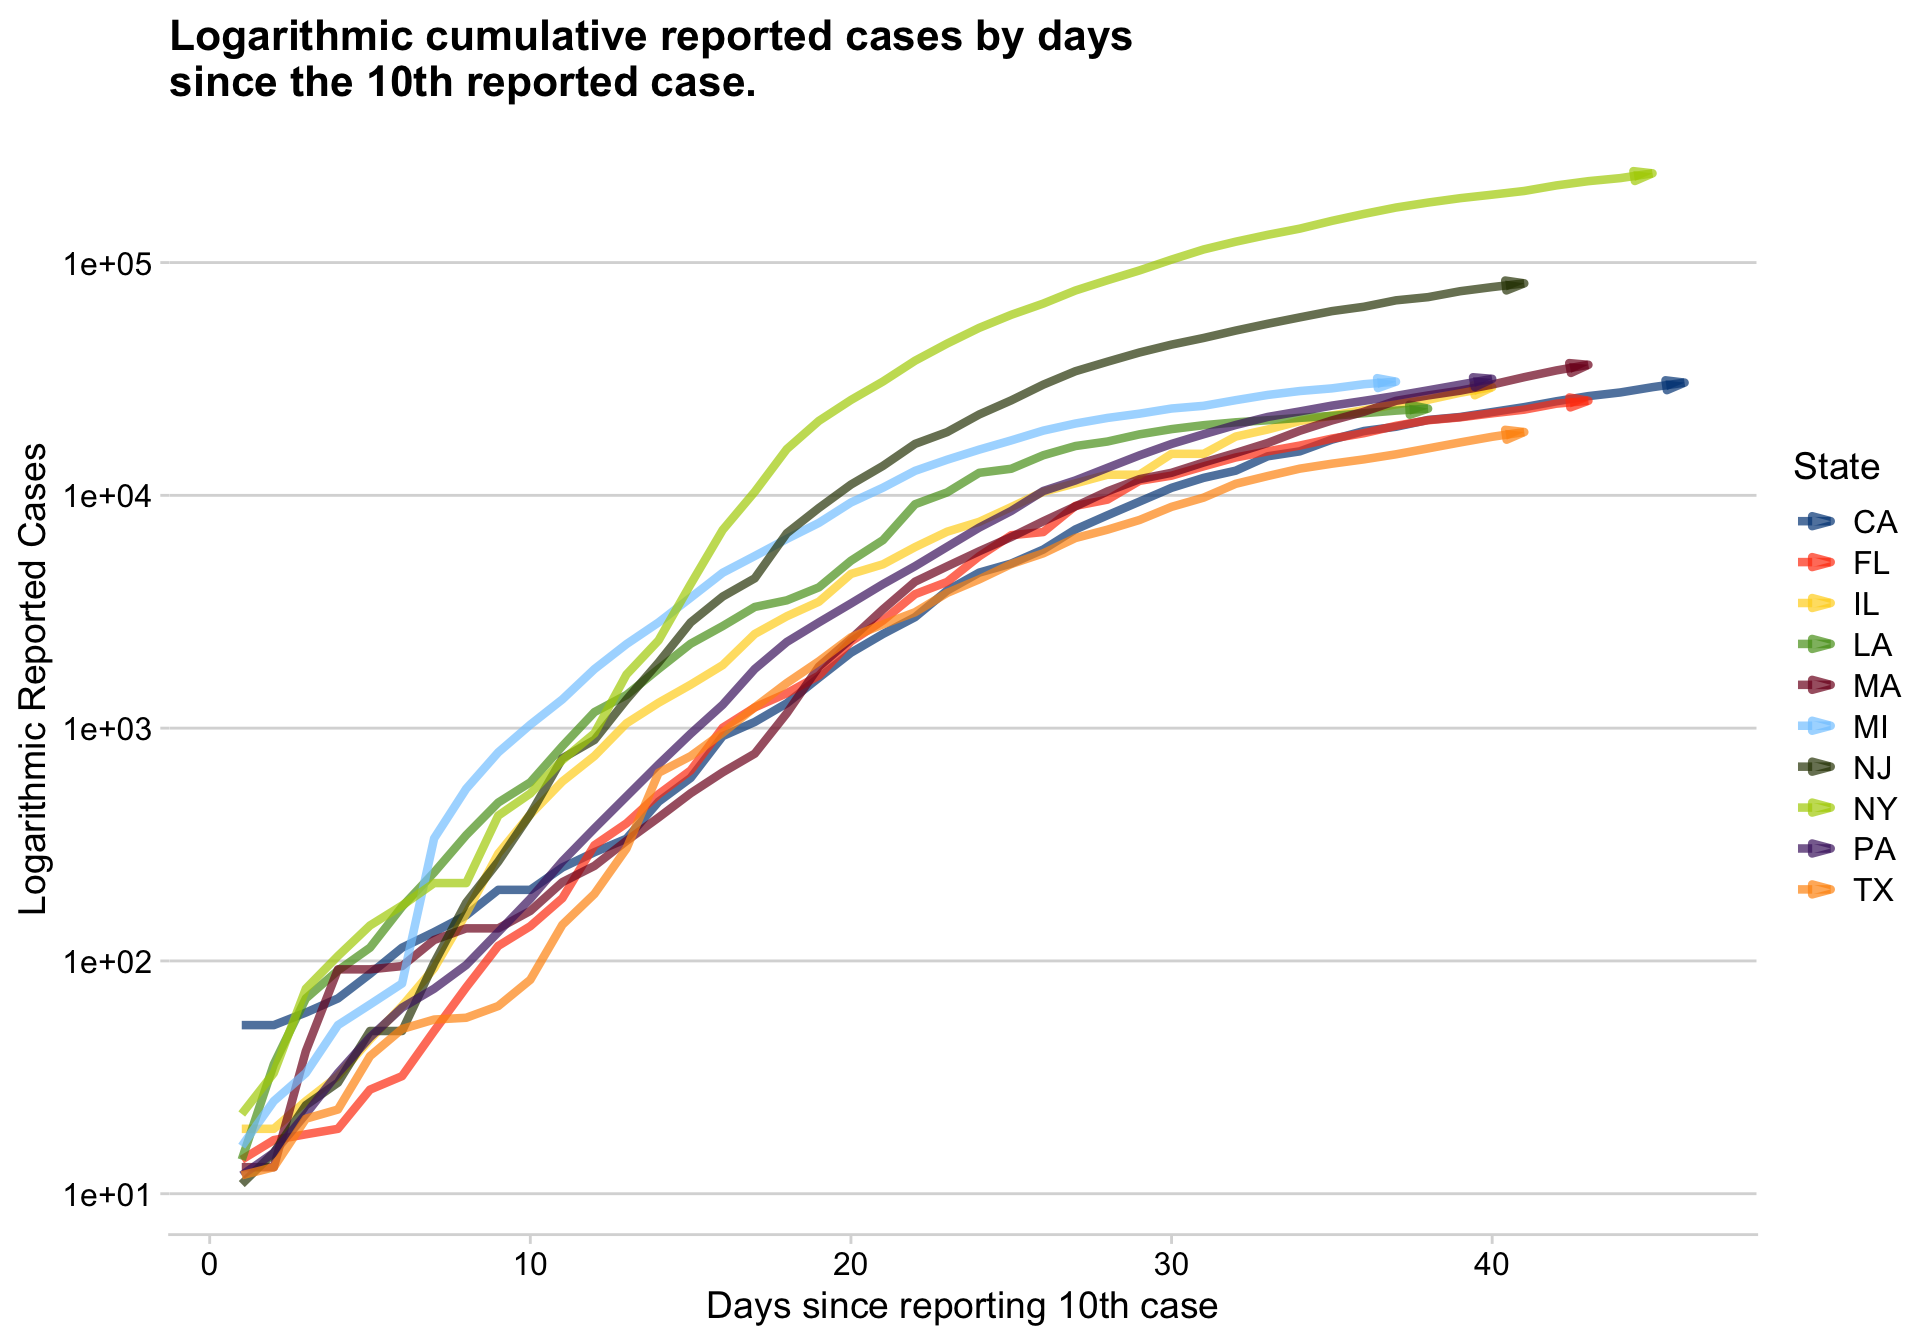 Logarithmic cumulative reported cases by days
since the 10th reported case.
1e+05
1e+04
1e+03
1e+02
1e+01
Logarithmic Reported Cases
0 10 20 30 40
Days since reporting 10th case
State
CA
FL
IL
LA
MA
MI
NJ
NY
PA
TX